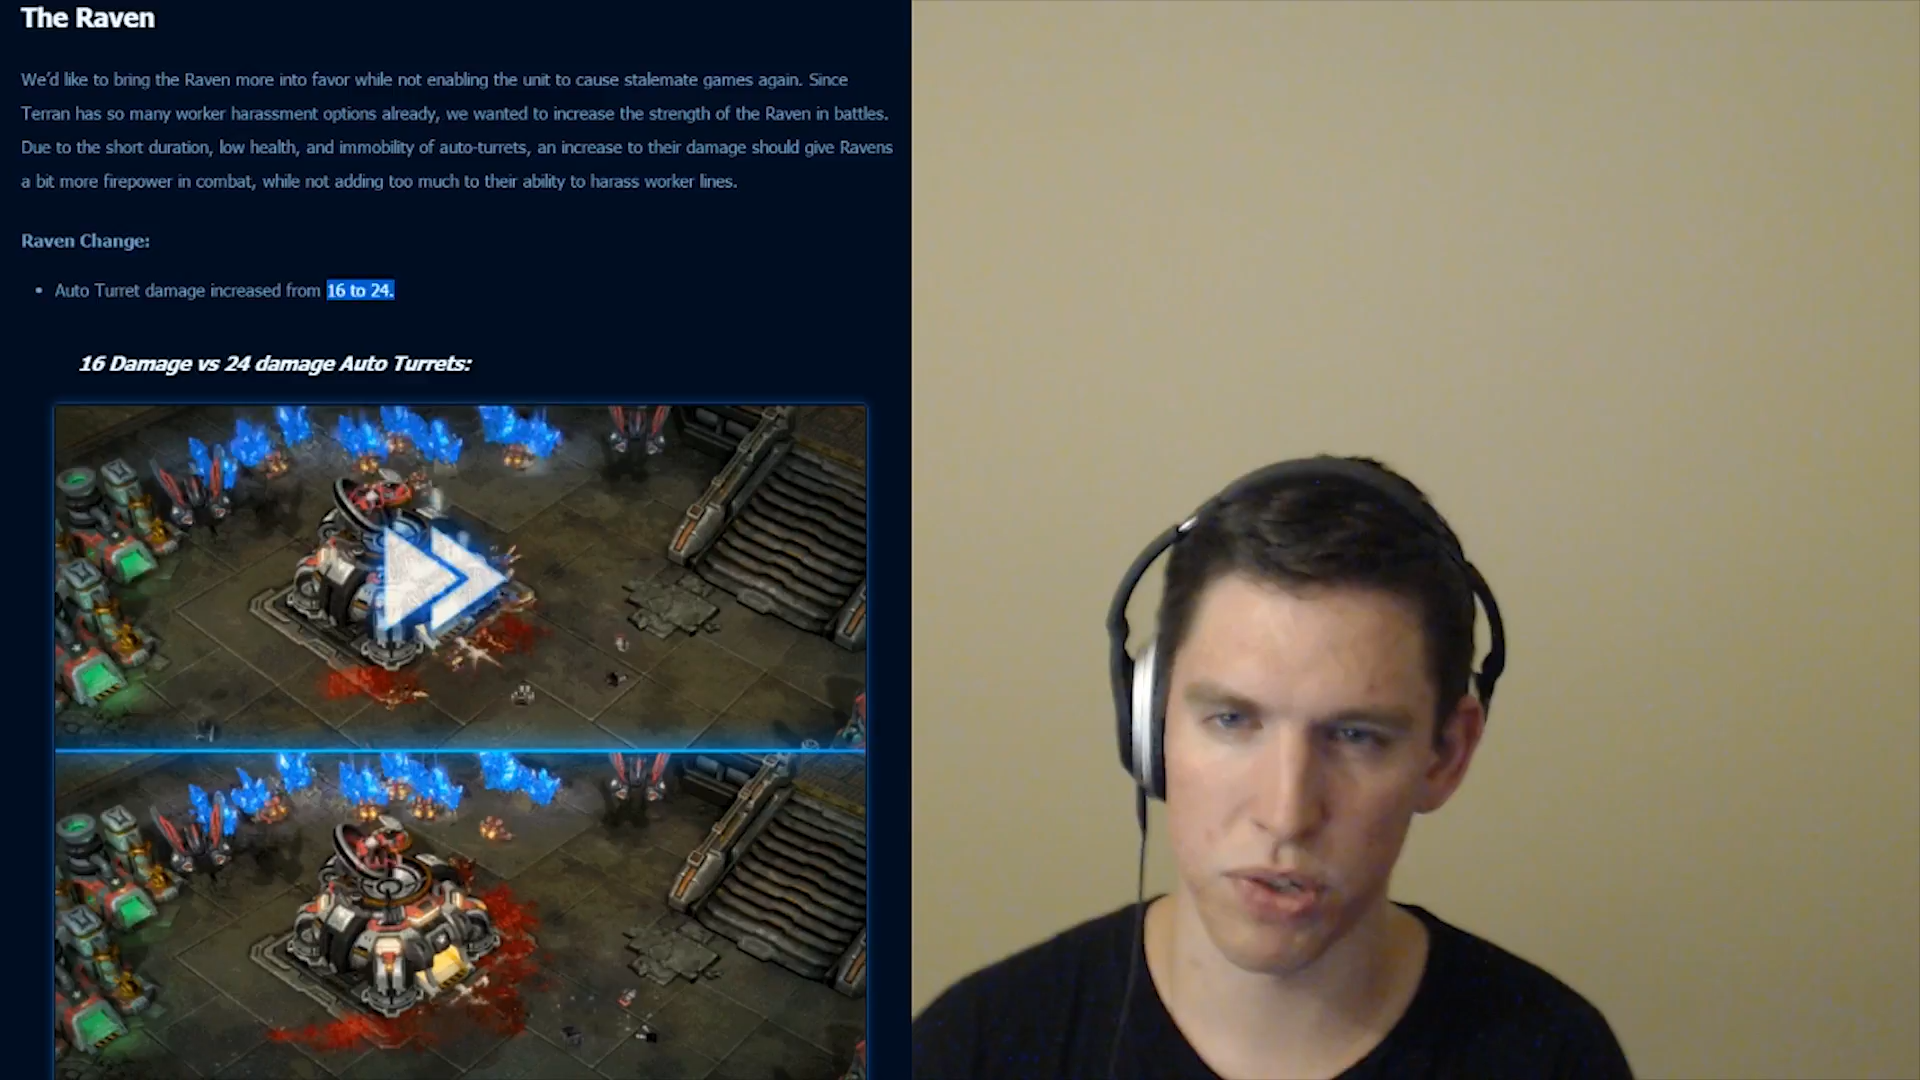 The Raven
We’d like to bring the Raven more into favor while not enabling the unit to cause stalemate games again. Since
Terran has so many worker harassment options already, we wanted to increase the strength of the Raven in battles.
Due to the short duration, low health, and immobility of auto-turrets, an increase to their damage should give Ravens
a bit more firepower in combat, while not adding too much to their ability to harass worker lines.
Raven Change:
• Auto Turret damage increased from 16 to 24.
16 Damage vs 24 damage Auto Turrets: